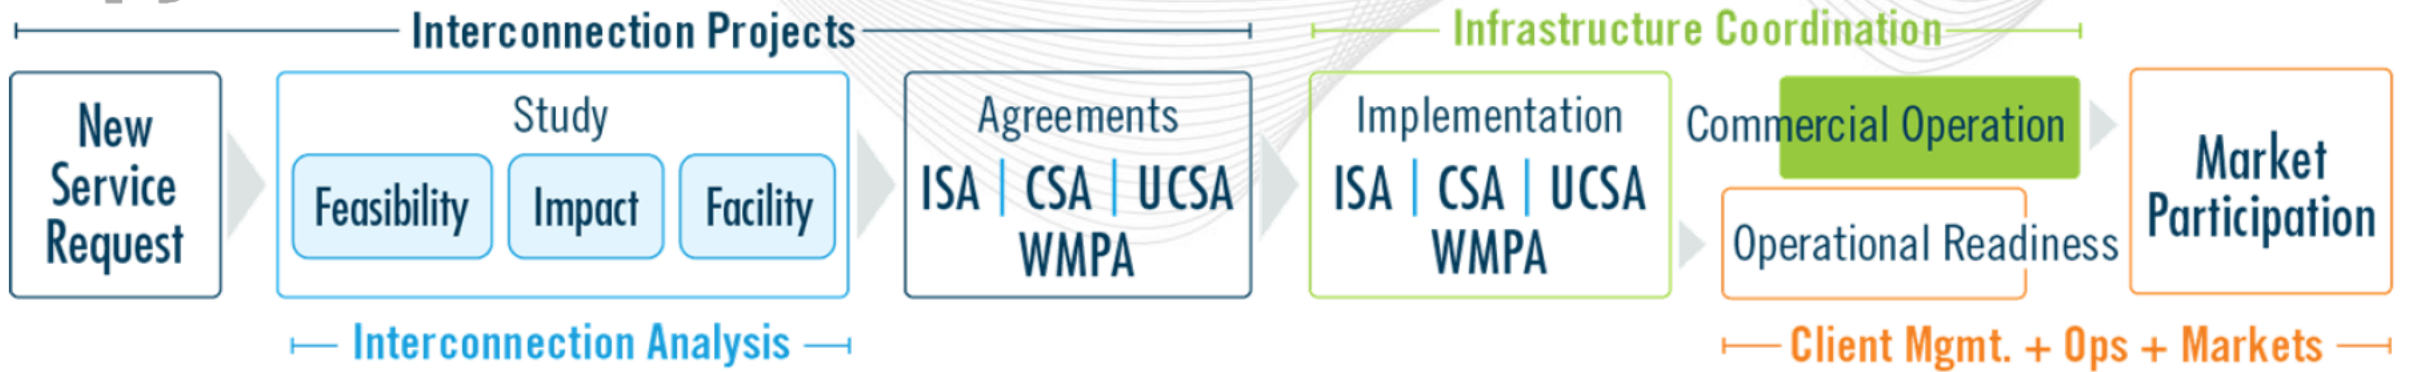 Interconnection Projects
Infrastructure Coordination
New
Service
Request
Study
Feasibility
Impact
Facility
Agreements
ISA | CSA | UCSA
WMPA
Implementation
ISA | CSA | UCSA
WMPA
Commercial Operation
Operational Readiness
Market
Participation
Interconnection Analysis
Client Mgmt. + Ops + Markets